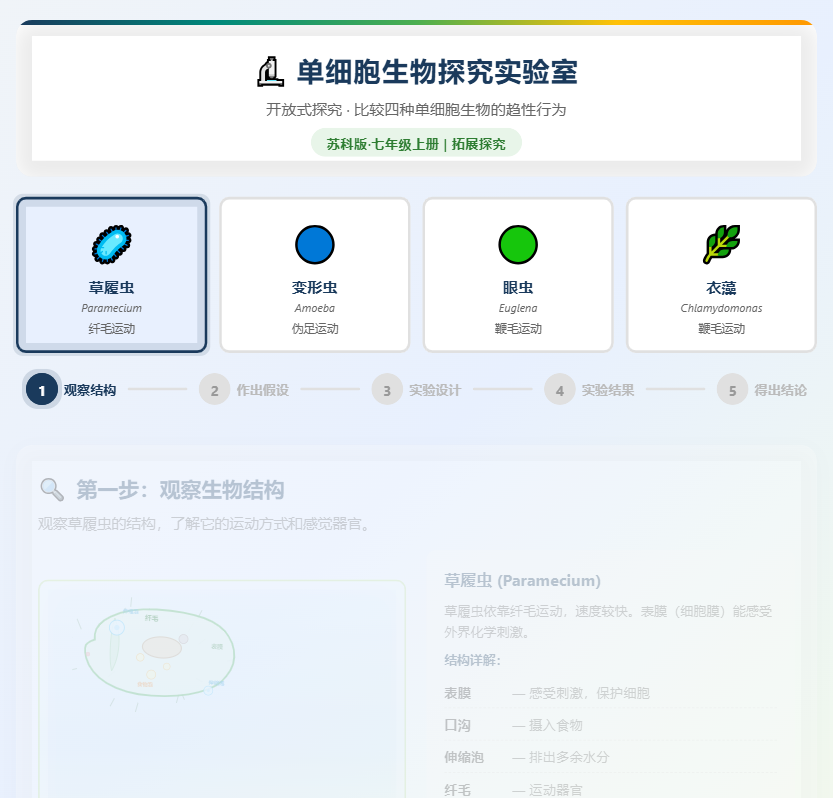 单细胞生物探究实验室
开放式探究 · 比较四种单细胞生物的趋性行为
苏科版·七年级上册 | 拓展探究
草履虫
Paramecium
纤毛运动
变形虫
Amoeba
伪足运动
眼虫
Euglena
鞭毛运动
衣藻
Chlamydomonas
鞭毛运动
1 观察结构
2 作出假设
3 实验设计
4 实验结果
5 得出结论
第一步：观察生物结构
观察草履虫的结构，了解它的运动方式和感觉器官。
纤毛
草履虫 (Paramecium)
草履虫依靠纤毛运动，速度较快。表膜（细胞膜）能感受
外界化学刺激。
结构详解：
表膜 — 感受刺激，保护细胞
口沟 — 摄入食物
伸缩泡 — 排出多余水分
纤毛 — 运动器官